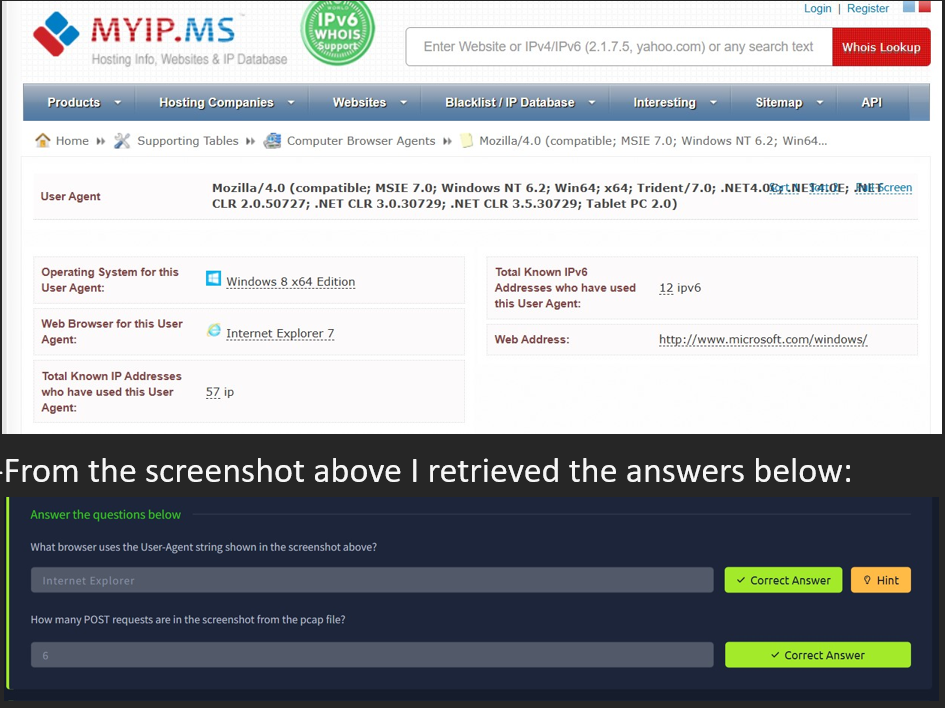 Login | Register
MYIP.MS
Hosting Info, Websites & IP Database
WORLD
IPv6
WHOIS
Support
Enter Website or IPv4/IPv6 (2.1.7.5, yahoo.com) or any search text
Whois Lookup
Products
Hosting Companies
Websites
Blacklist / IP Database
Interesting
Sitemap
API
Home
Supporting Tables
Computer Browser Agents
Mozilla/4.0 (compatible; MSIE 7.0; Windows NT 6.2; Win64...
User Agent
Mozilla/4.0 (compatible; MSIE 7.0; Windows NT 6.2; Win64; x64; Trident/7.0; .NET4.0C; .NET4.0E; .NET
CLR 2.0.50727; .NET CLR 3.0.30729; .NET CLR 3.5.30729; Tablet PC 2.0)
Screen
Operating System for this
User Agent:
Windows 8 x64 Edition
Web Browser for this User
Agent:
Internet Explorer 7
Total Known IP Addresses
who have used this User
Agent:
57 ip
Total Known IPv6
Addresses who have used
this User Agent:
12 ipv6
Web Address:
http://www.microsoft.com/windows/
-From the screenshot above I retrieved the answers below:
Answer the questions below
What browser uses the User-Agent string shown in the screenshot above?
Internet Explorer
Correct Answer
Hint
How many POST requests are in the screenshot from the pcap file?
6
Correct Answer